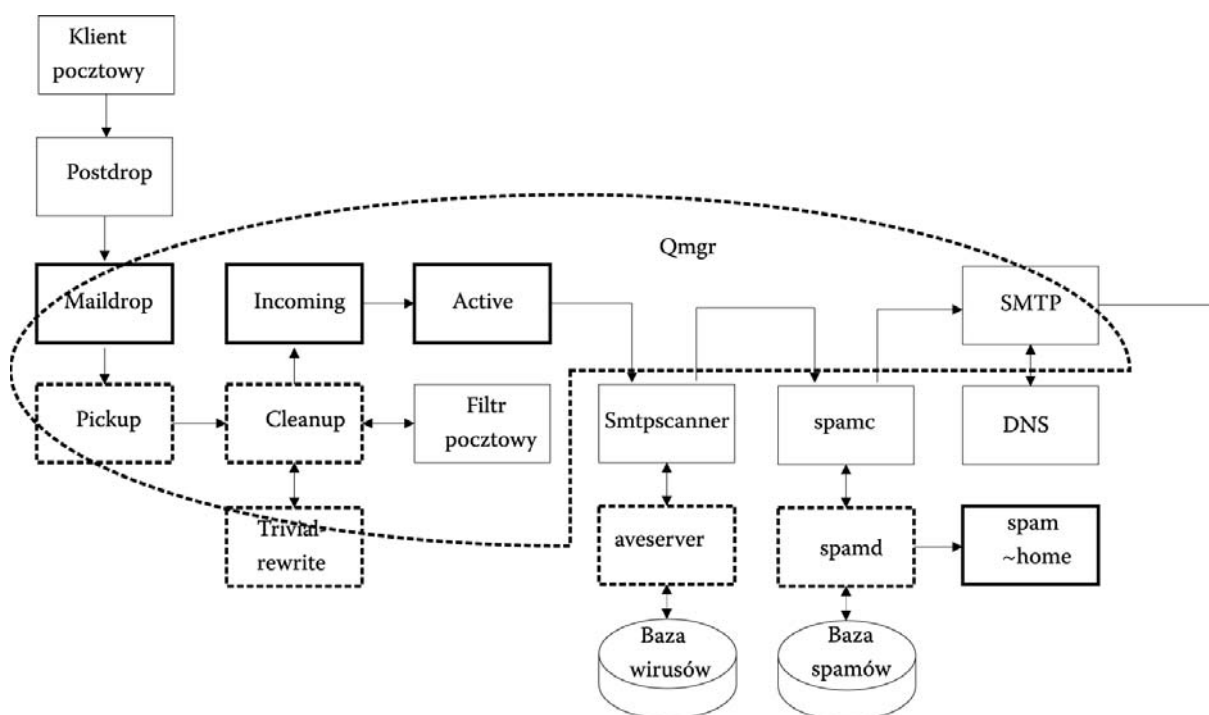 Klient
pocztowy
Postdrop
Qmgr
Maildrop
Incoming
Active
SMTP
Pickup
Cleanup
Filtr
pocztowy
Smtpscanner
spamc
DNS
Trivial-
rewrite
aveserver
spamd
spam
~home
Baza
wirusów
Baza
spamów